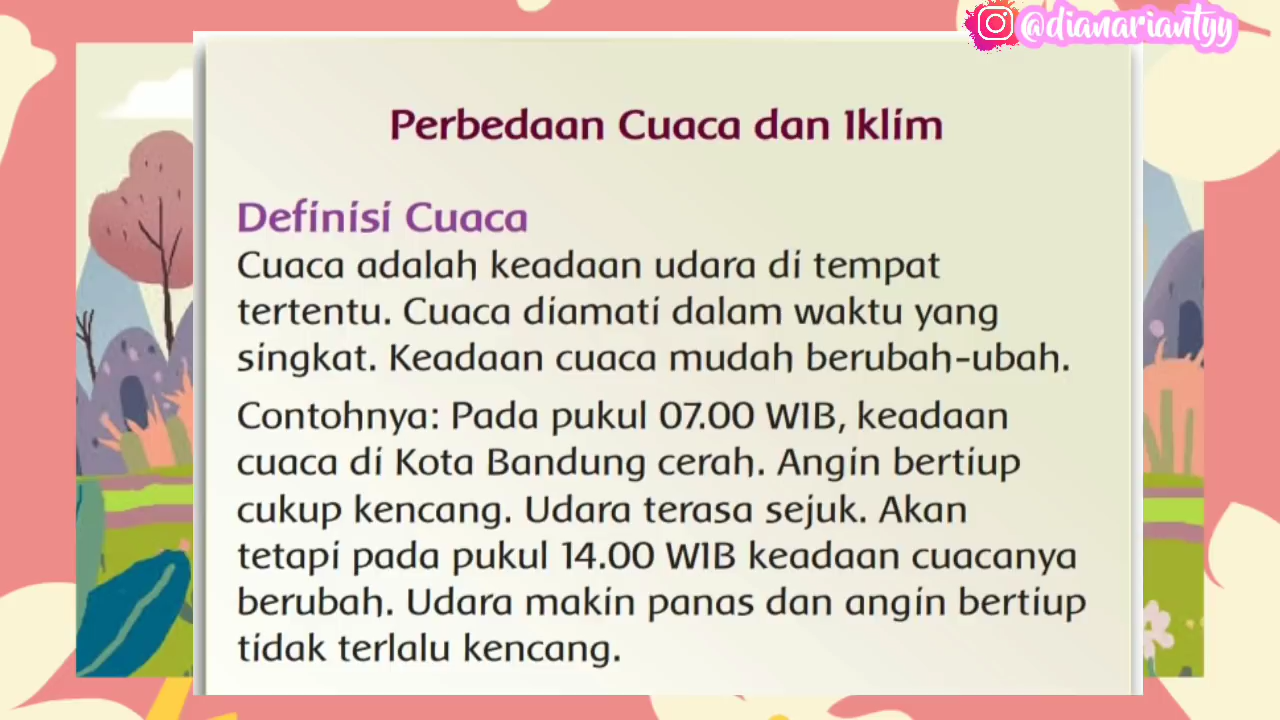 @dianariantyy
Perbedaan Cuaca dan Iklim
Definisi Cuaca
Cuaca adalah keadaan udara di tempat
tertentu. Cuaca diamati dalam waktu yang
singkat. Keadaan cuaca mudah berubah-ubah.
Contohnya: Pada pukul 07.00 WIB, keadaan
cuaca di Kota Bandung cerah. Angin bertiup
cukup kencang. Udara terasa sejuk. Akan
tetapi pada pukul 14.00 WIB keadaan cuacanya
berubah. Udara makin panas dan angin bertiup
tidak terlalu kencang.